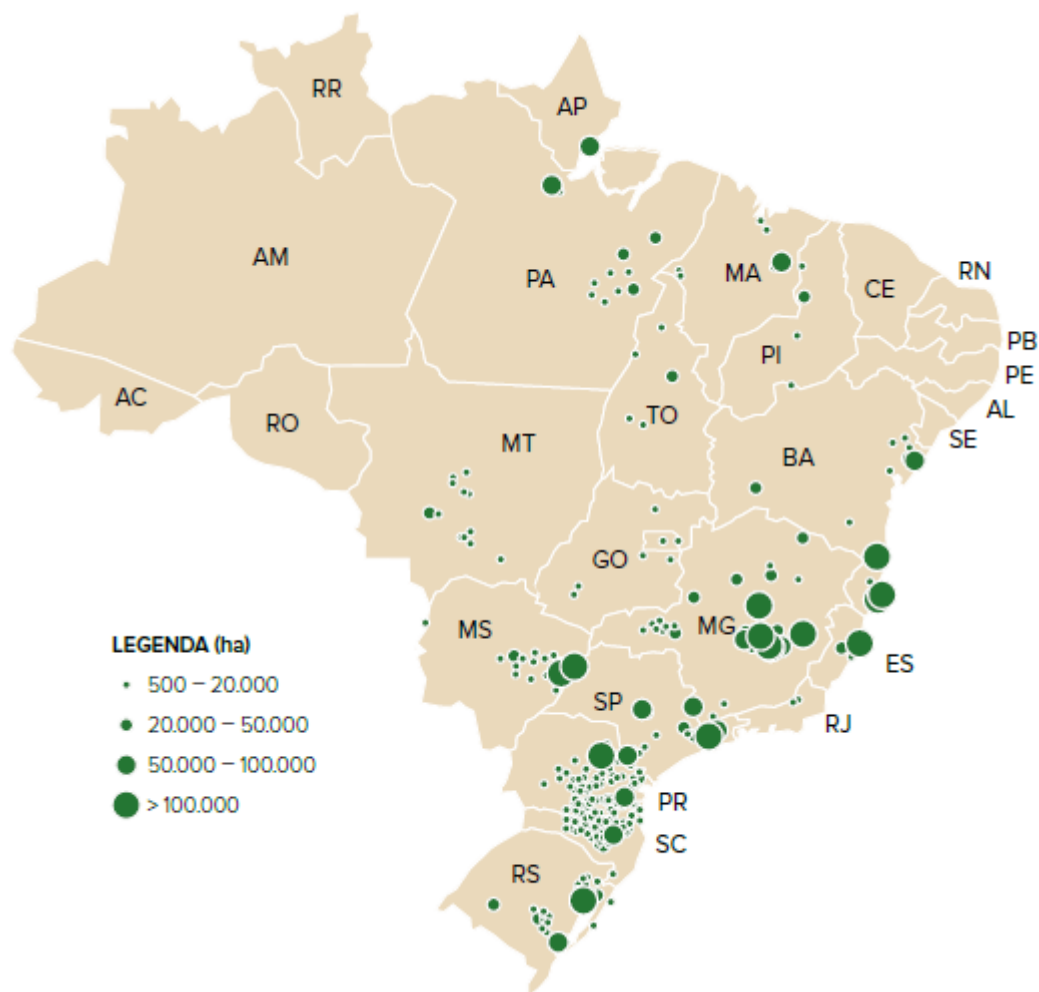 RR
AP
AM
PA
MA
CE
RN
PB
PE
AL
SE
PI
AC
RO
TO
MT
BA
GO
MG
ES
MS
LEGENDA (ha)
500 – 20.000
20.000 – 50.000
50.000 – 100.000
> 100.000
SP
RJ
PR
SC
RS